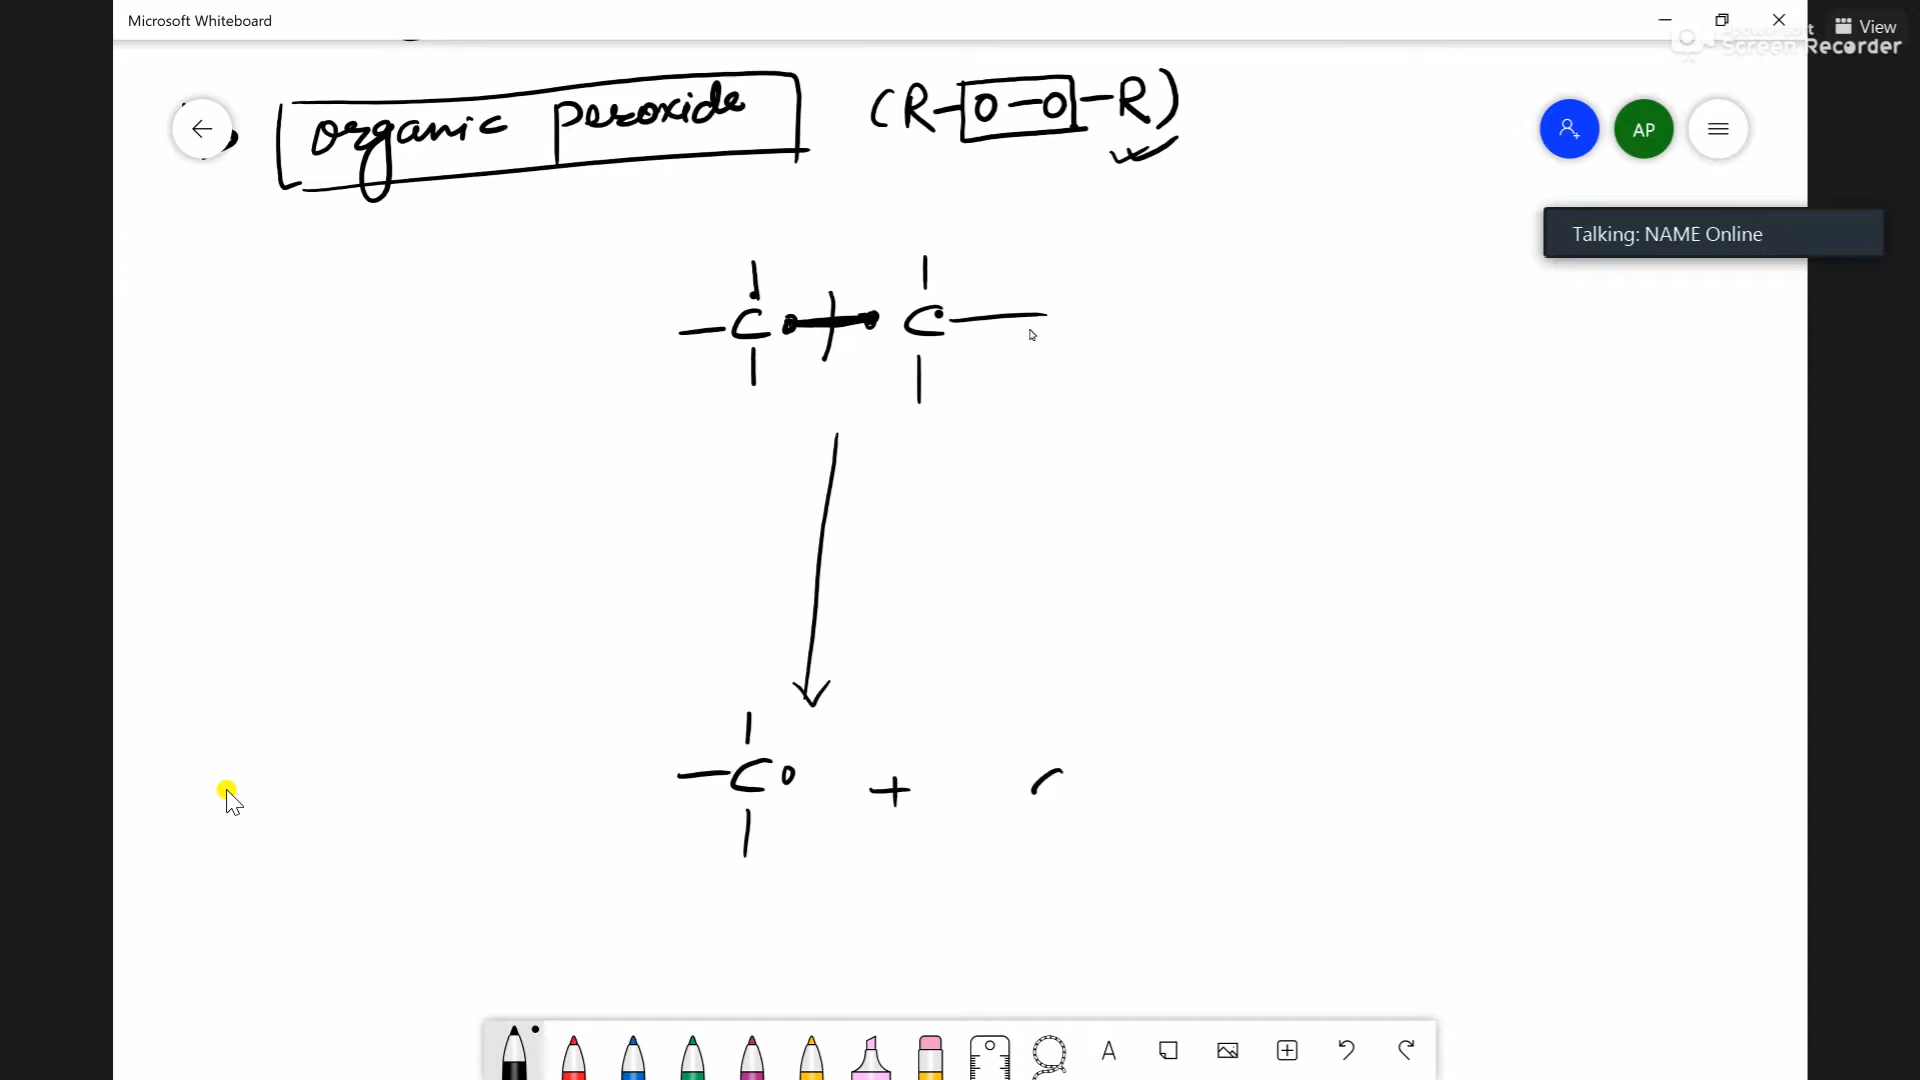 Microsoft Whiteboard
View
Screen Recorder
organic peroxide (R-O-O-R)
AP
Talking: NAME Online
-C C-
-C + C
A